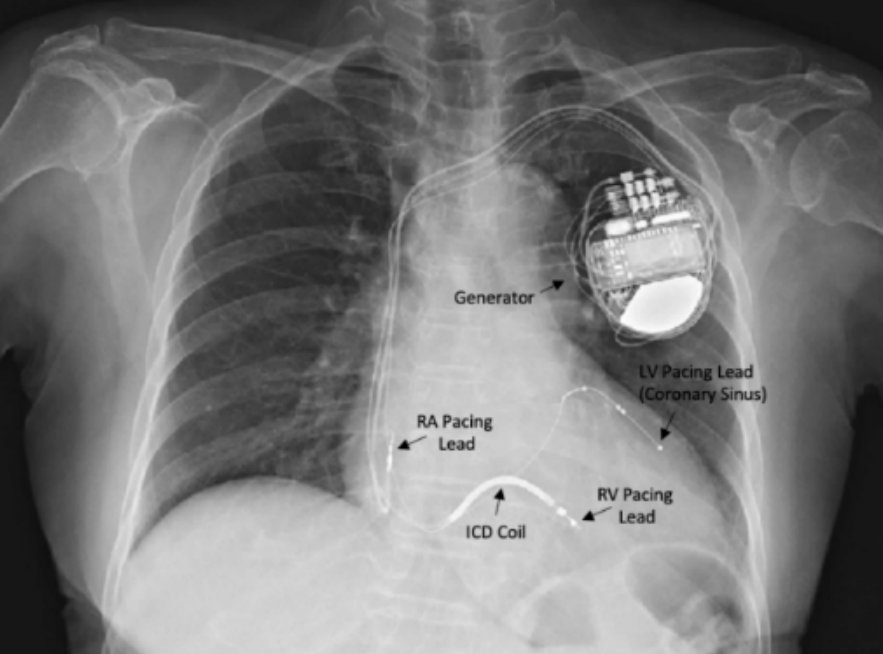 Generator
LV Pacing Lead
(Coronary Sinus)
RA Pacing
Lead
RV Pacing
Lead
ICD Coil